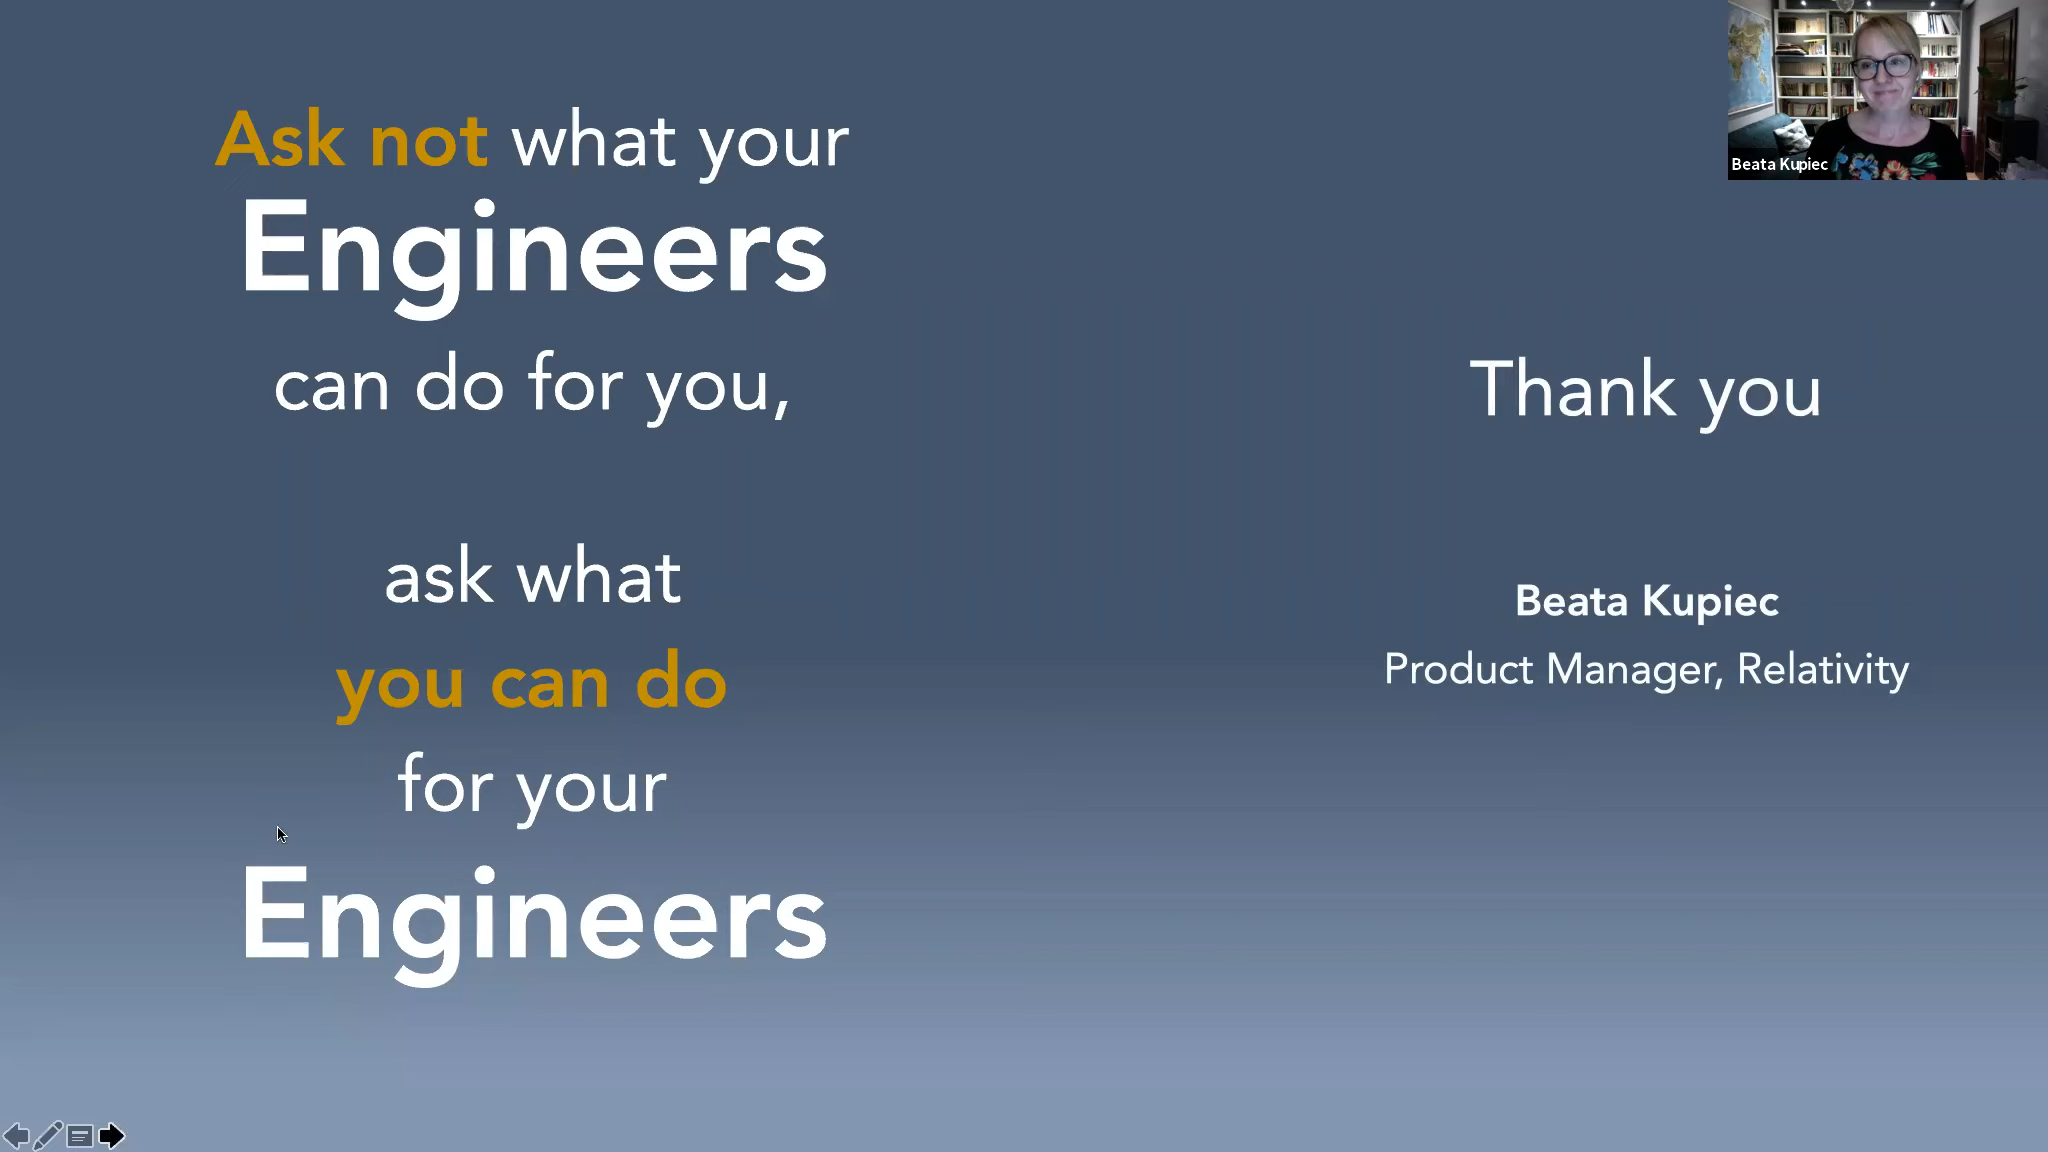 Ask not what your
Engineers
can do for you,
ask what
you can do
for your
Engineers
Thank you
Beata Kupiec
Product Manager, Relativity
Beata Kupiec